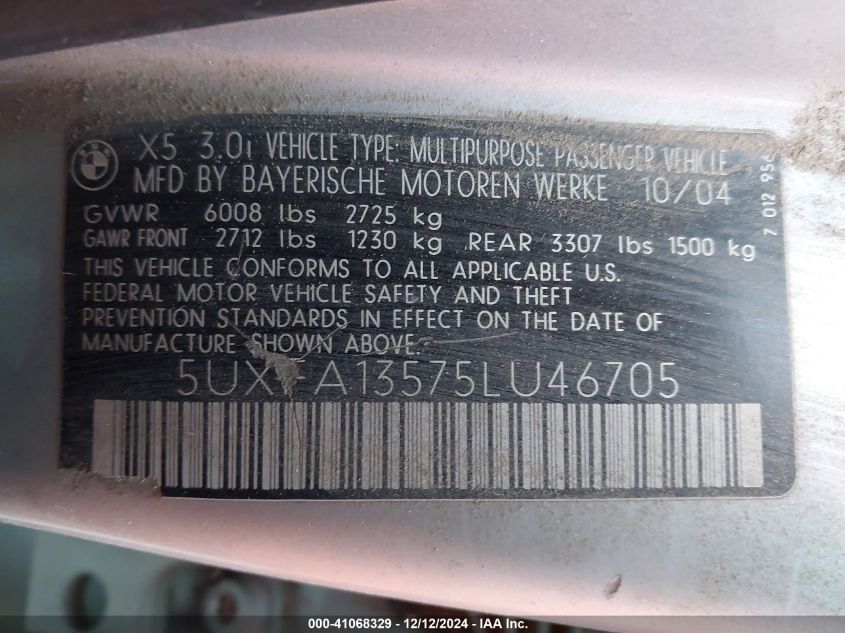 BMW
X5 3.0i VEHICLE TYPE: MULTIPURPOSE PASSENGER VEHICLE
MFD BY BAYERISCHE MOTOREN WERKE 10/04
GVWR 6008 lbs 2725 kg
GAWR FRONT 2712 lbs 1230 kg .REAR 3307 lbs 1500 kg
THIS VEHICLE CONFORMS TO ALL APPLICABLE U.S.
FEDERAL MOTOR VEHICLE SAFETY AND THEFT
PREVENTION STANDARDS IN EFFECT ON THE DATE OF
MANUFACTURE SHOWN ABOVE:
5UXFA13575LU46705
7 012 956
000-41068329 - 12/12/2024 - IAA Inc.